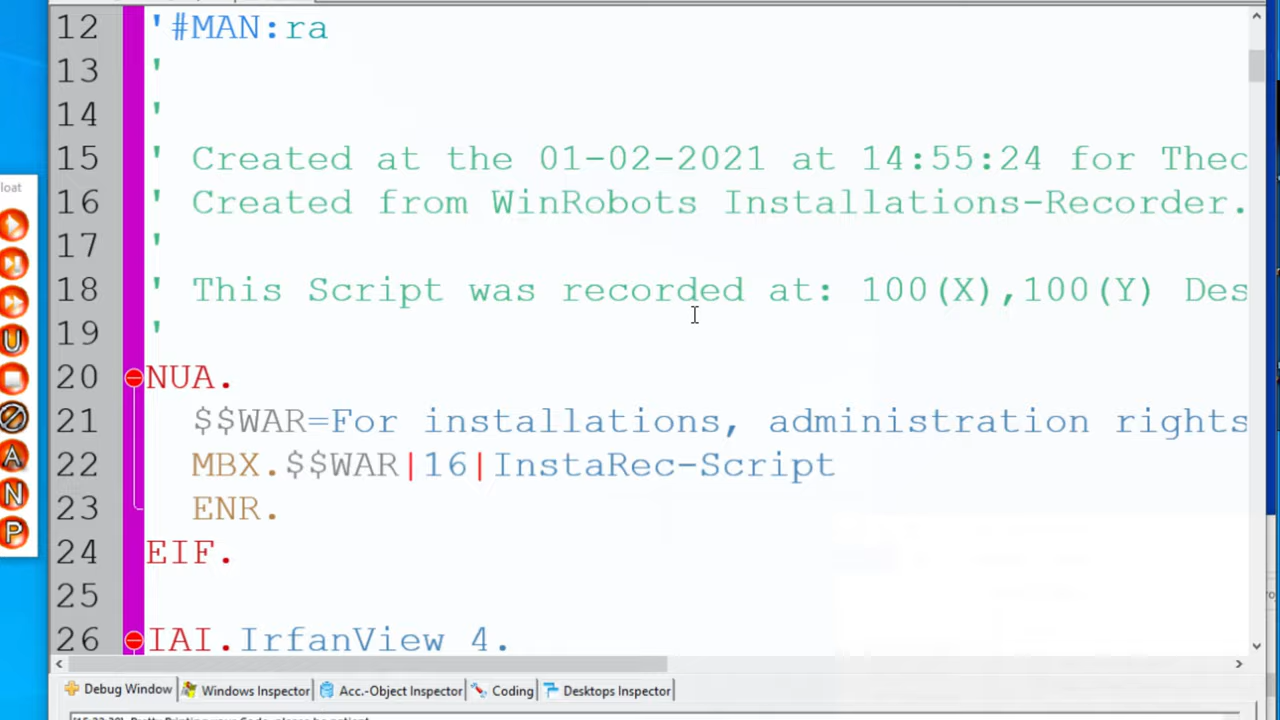 12 '#MAN:ra
13 '
14 '
15 ' Created at the 01-02-2021 at 14:55:24 for Theo
16 ' Created from WinRobots Installations-Recorder.
17 '
18 ' This Script was recorded at: 100(X),100(Y) Des
19 '
20 NUA.
21 $$WAR=For installations, administration rights
22 MBX.$$WAR|16|InstaRec-Script
23 ENR.
24 EIF.
25
26 IAI.IrfanView 4.
loat
U
A
N
P
Debug Window Windows Inspector Acc.-Object Inspector Coding Desktops Inspector